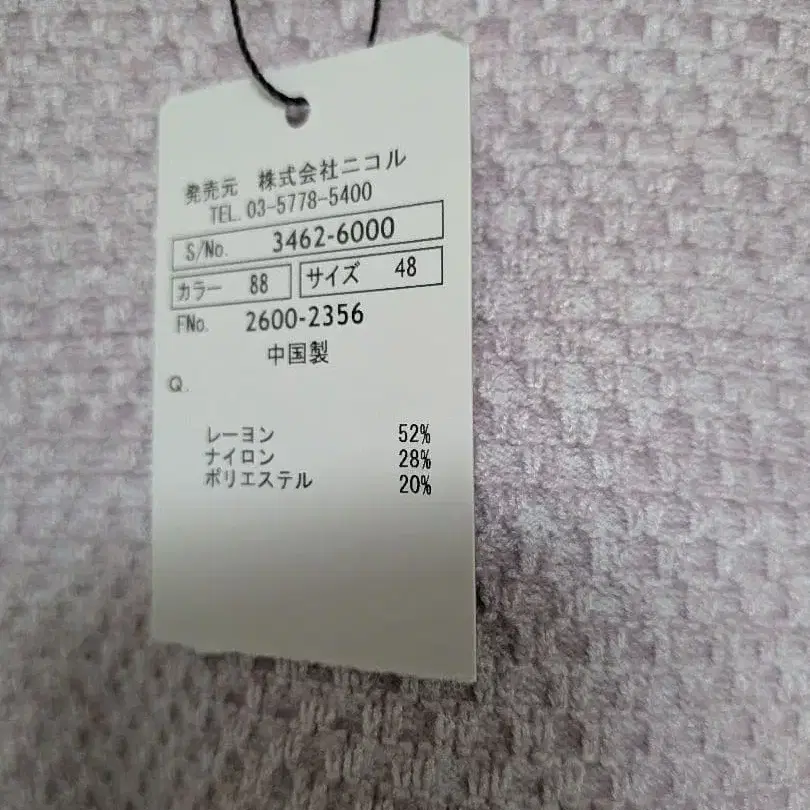 発売元 株式会社ニコル
TEL.03-5778-5400
S/No. 3462-6000
カラー 88 サイズ 48
FNo. 2600-2356
中国製
Q.
レーヨン 52%
ナイロン 28%
ポリエステル 20%